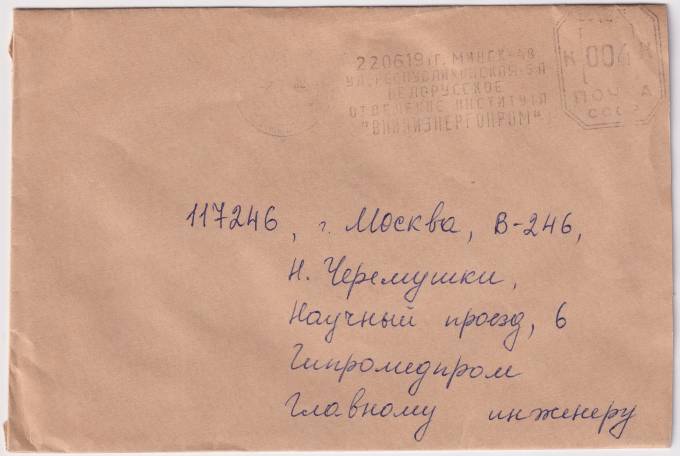 220619 г. МИНСК-48
УЛ. РЕСПУБЛИКАНСКАЯ
БЕЛОРУССКОЕ
ОТДЕЛЕНИЕ ИНСТИТУТА
"ВНИПИЭНЕРГОПРОМ"
К 004 К
ПОЧТА
СССР
117246, г. Москва, В-246,
Н. Черемушки,
Научный проезд, 6
Гипромедпром
Главному инженеру